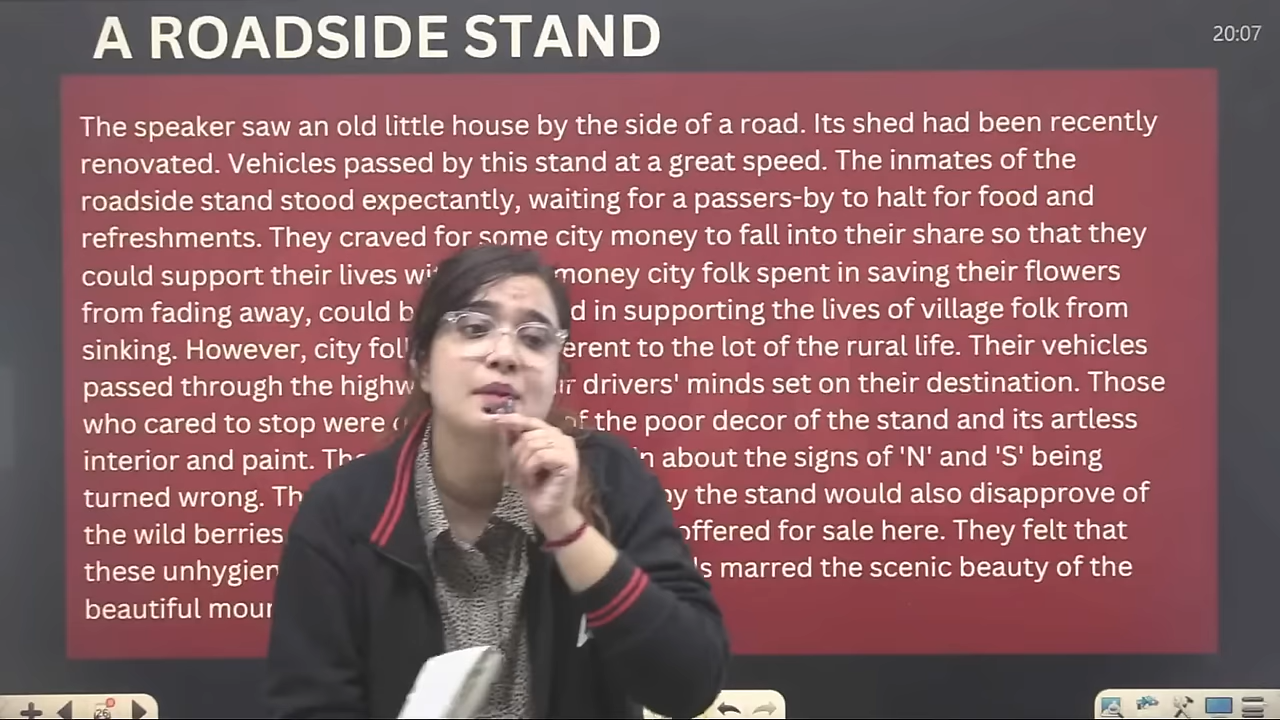 A ROADSIDE STAND
20:07
The speaker saw an old little house by the side of a road. Its shed had been recently
renovated. Vehicles passed by this stand at a great speed. The inmates of the
roadside stand stood expectantly, waiting for a passers-by to halt for food and
refreshments. They craved for some city money to fall into their share so that they
could support their lives money city folk spent in saving their flowers
from fading away, could in supporting the lives of village folk from
sinking. However, city to the lot of the rural life. Their vehicles
passed through the drivers' minds set on their destination. Those
who cared to stop were of the poor decor of the stand and its artless
interior and paint. about the signs of 'N' and 'S' being
turned wrong. by the stand would also disapprove of
the wild berries offered for sale here. They felt that
these marred the scenic beauty of the
beautiful